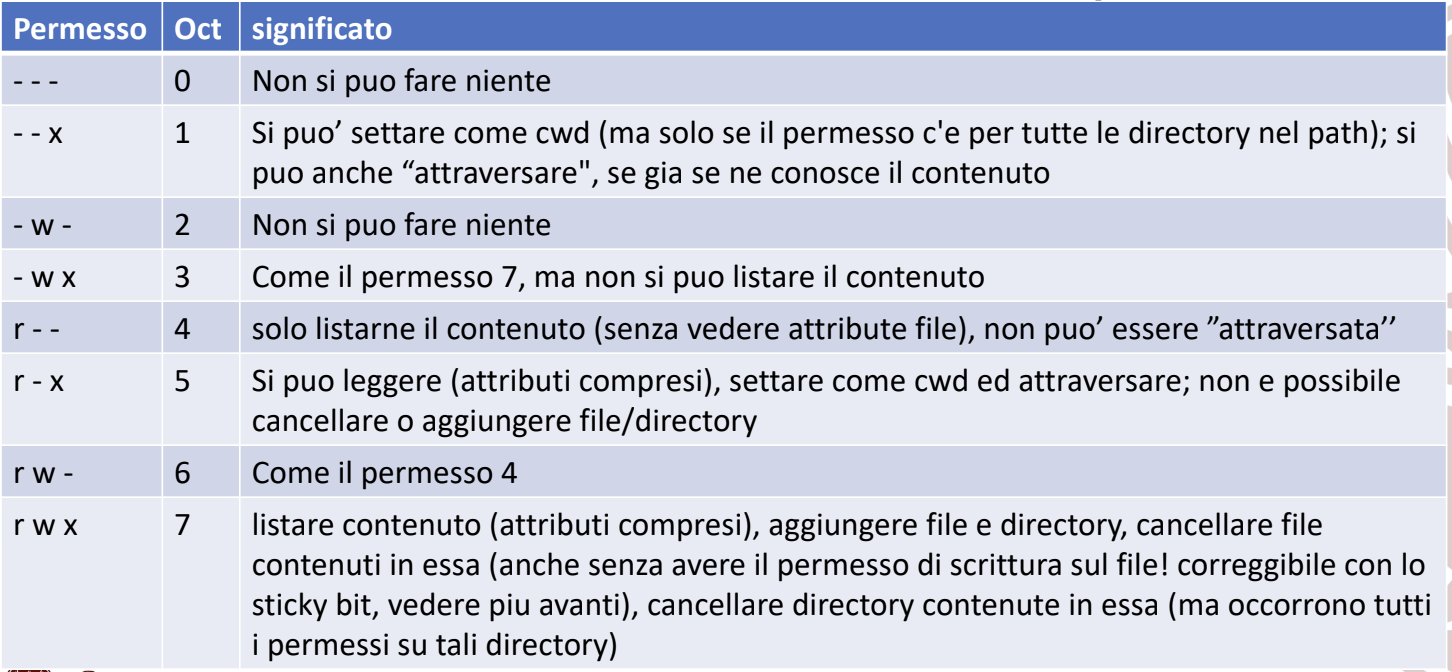 Permesso Oct significato
- - - 0 Non si puo fare niente
- - x 1 Si puo’ settare come cwd (ma solo se il permesso c'e per tutte le directory nel path); si
puo anche “attraversare", se gia se ne conosce il contenuto
- w - 2 Non si puo fare niente
- w x 3 Come il permesso 7, ma non si puo listare il contenuto
r - - 4 solo listarne il contenuto (senza vedere attribute file), non puo’ essere ”attraversata’’
r - x 5 Si puo leggere (attributi compresi), settare come cwd ed attraversare; non e possibile
cancellare o aggiungere file/directory
r w - 6 Come il permesso 4
r w x 7 listare contenuto (attributi compresi), aggiungere file e directory, cancellare file
contenuti in essa (anche senza avere il permesso di scrittura sul file! correggibile con lo
sticky bit, vedere piu avanti), cancellare directory contenute in essa (ma occorrono tutti
i permessi su tali directory)